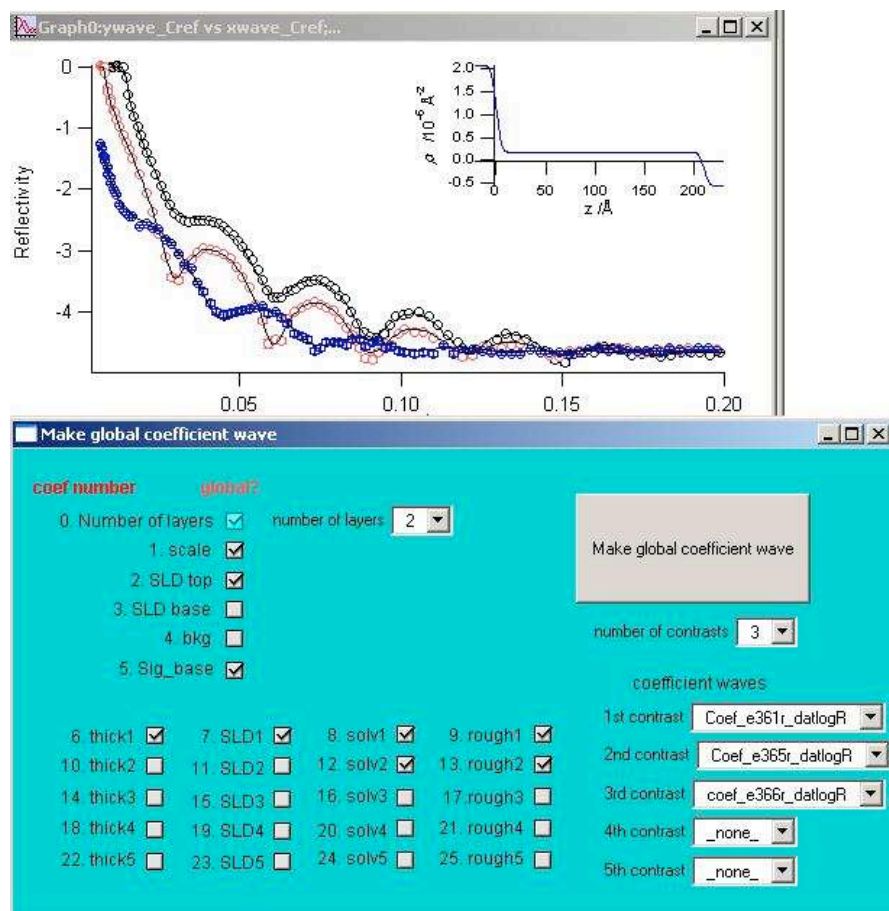 Graph0:ywave_Cref vs xwave_Cref;...
Reflectivity
0
-1
-2
-3
-4
0.05 0.10 0.15 0.20
ρ /10⁻⁶ Å⁻²
2.0
1.5
1.0
0.5
0.0
-0.5
0 50 100 150 200
z /Å
Make global coefficient wave
coef number global?
0. Number of layers number of layers 2
1. scale
2. SLD top
3. SLD base
4. bkg
5. Sig_base
Make global coefficient wave
number of contrasts 3
coefficient waves
1st contrast Coef_e361r_datlogR
2nd contrast Coef_e365r_datlogR
3rd contrast coef_e366r_datlogR
4th contrast _none_
5th contrast _none_
6. thick1 7. SLD1 8. solv1 9. rough1
10. thick2 11. SLD2 12. solv2 13. rough2
14. thick3 15. SLD3 16. solv3 17.rough3
18. thick4 19. SLD4 20. solv4 21. rough4
22. thick5 23. SLD5 24. solv5 25. rough5